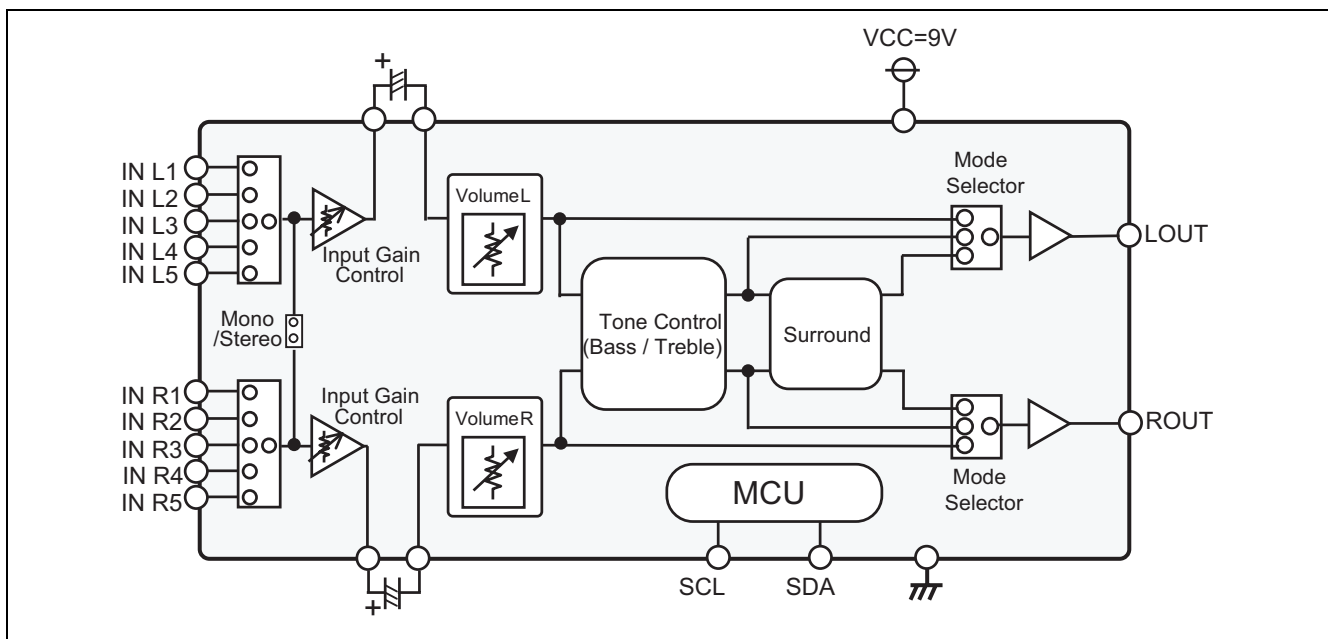 VCC=9V
+
IN L1
IN L2
IN L3
IN L4
IN L5
Input Gain
Control
VolumeL
Mode
Selector
LOUT
Mono
/Stereo
Tone Control
(Bass / Treble)
Surround
IN R1
IN R2
IN R3
IN R4
IN R5
Input Gain
Control
VolumeR
ROUT
Mode
Selector
MCU
+
SCL
SDA